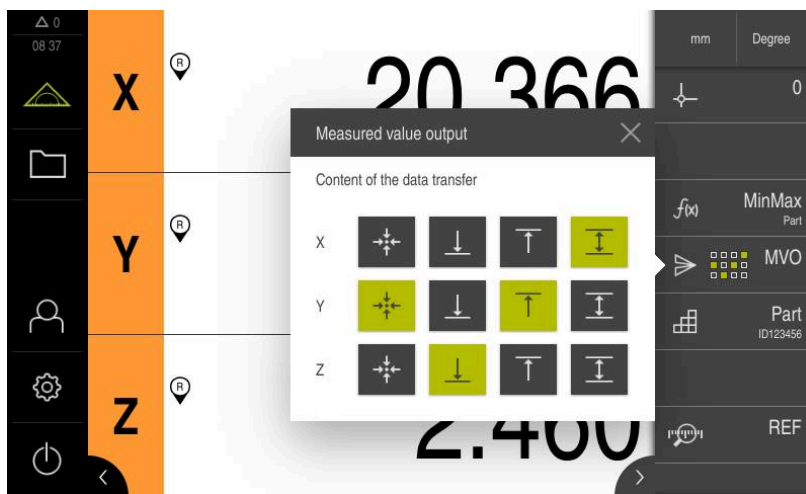 0
08 37
X
R
20.366
mm
Degree
0
Measured value output
Content of the data transfer
X
Y
Z
Y
R
f(x)
MinMax
Part
MVO
Part
ID123456
Z
R
2.460
REF